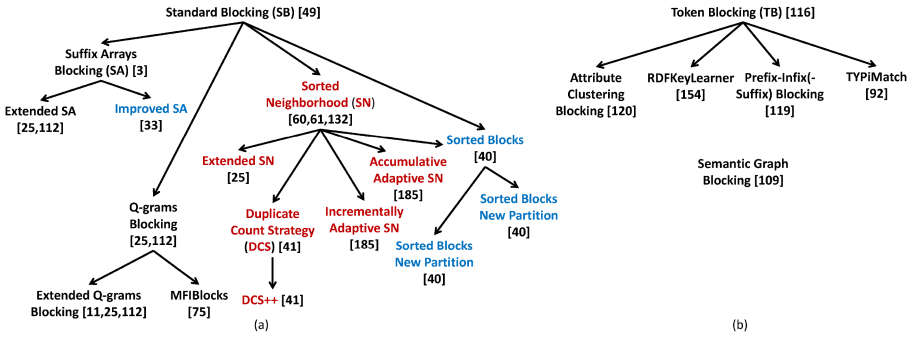 Standard Blocking (SB) [49]
Suffix Arrays
Blocking (SA) [3]
Extended SA
[25,112]
Improved SA
[33]
Sorted
Neighborhood (SN)
[60,61,132]
Extended SN
[25]
Accumulative
Adaptive SN
[185]
Sorted Blocks
[40]
Q-grams
Blocking
[25,112]
Duplicate
Count Strategy
(DCS) [41]
Incrementally
Adaptive SN
[185]
Sorted Blocks
New Partition
[40]
Sorted Blocks
New Partition
[40]
Extended Q-grams
Blocking [11,25,112]
MFIBlocks
[75]
DCS++ [41]
(a)
Token Blocking (TB) [116]
Attribute
Clustering
Blocking [120]
RDFKeyLearner
[154]
Prefix-Infix(-
Suffix) Blocking
[119]
TYPiMatch
[92]
Semantic Graph
Blocking [109]
(b)